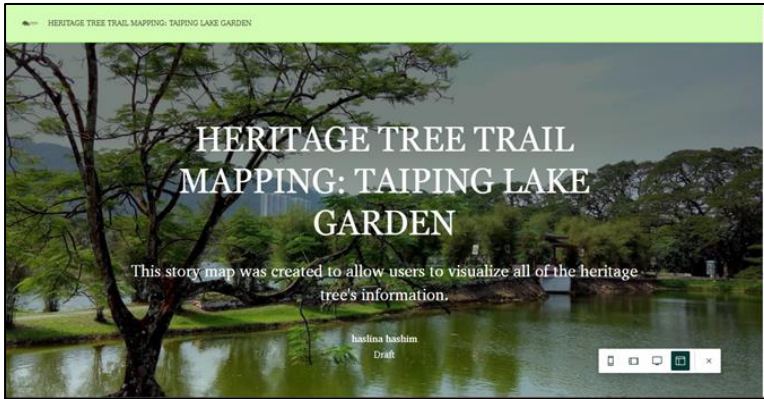 HERITAGE TREE TRAIL MAPPING: TAIPING LAKE GARDEN
HERITAGE TREE TRAIL
MAPPING: TAIPING LAKE
GARDEN
This story map was created to allow users to visualize all of the heritage
tree's information.
haslina hashim
Draft